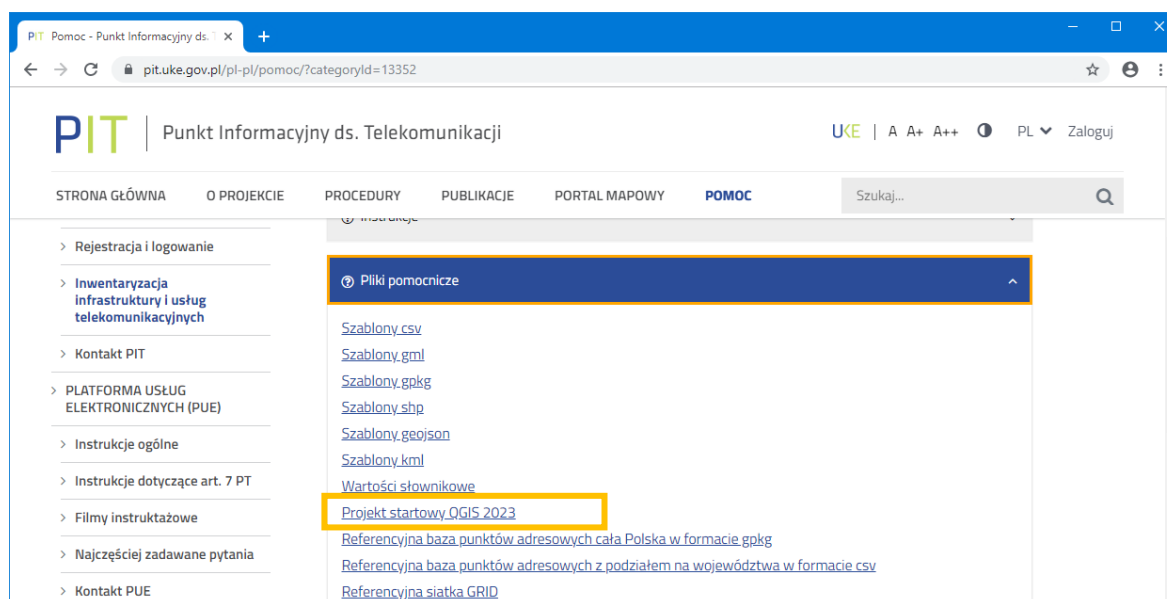 PIT Pomoc - Punkt Informacyjny ds. T
pit.uke.gov.pl/pl-pl/pomoc/?categoryId=13352
PIT | Punkt Informacyjny ds. Telekomunikacji
UKE | A A+ A++ PL Zaloguj
STRONA GŁÓWNA O PROJEKCIE PROCEDURY PUBLIKACJE PORTAL MAPOWY POMOC Szukaj...
Instrukcje
Rejestracja i logowanie
Inwentaryzacja
infrastruktury i usług
telekomunikacyjnych
Kontakt PIT
PLATFORMA USŁUG
ELEKTRONICZNYCH (PUE)
Instrukcje ogólne
Instrukcje dotyczące art. 7 PT
Filmy instruktażowe
Najczęściej zadawane pytania
Kontakt PUE
Pliki pomocnicze
Szablony csv
Szablony gml
Szablony gpkg
Szablony shp
Szablony geojson
Szablony kml
Wartości słownikowe
Projekt startowy QGIS 2023
Referencyjna baza punktów adresowych cała Polska w formacie gpkg
Referencyjna baza punktów adresowych z podziałem na województwa w formacie csv
Referencyjna siatka GRID